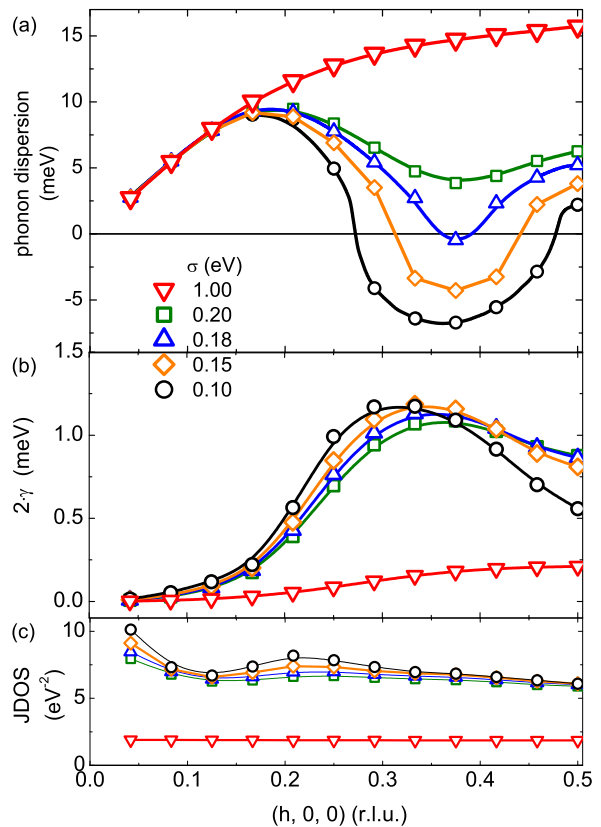 (a)
15
10
5
0
-5
phonon dispersion
(meV)
σ (eV)
1.00
0.20
0.18
0.15
0.10
(b)
1.5
1.0
0.5
0.0
2·γ (meV)
(c)
10
5
0
JDOS
(eV⁻²)
0.0 0.1 0.2 0.3 0.4 0.5
(h, 0, 0) (r.l.u.)